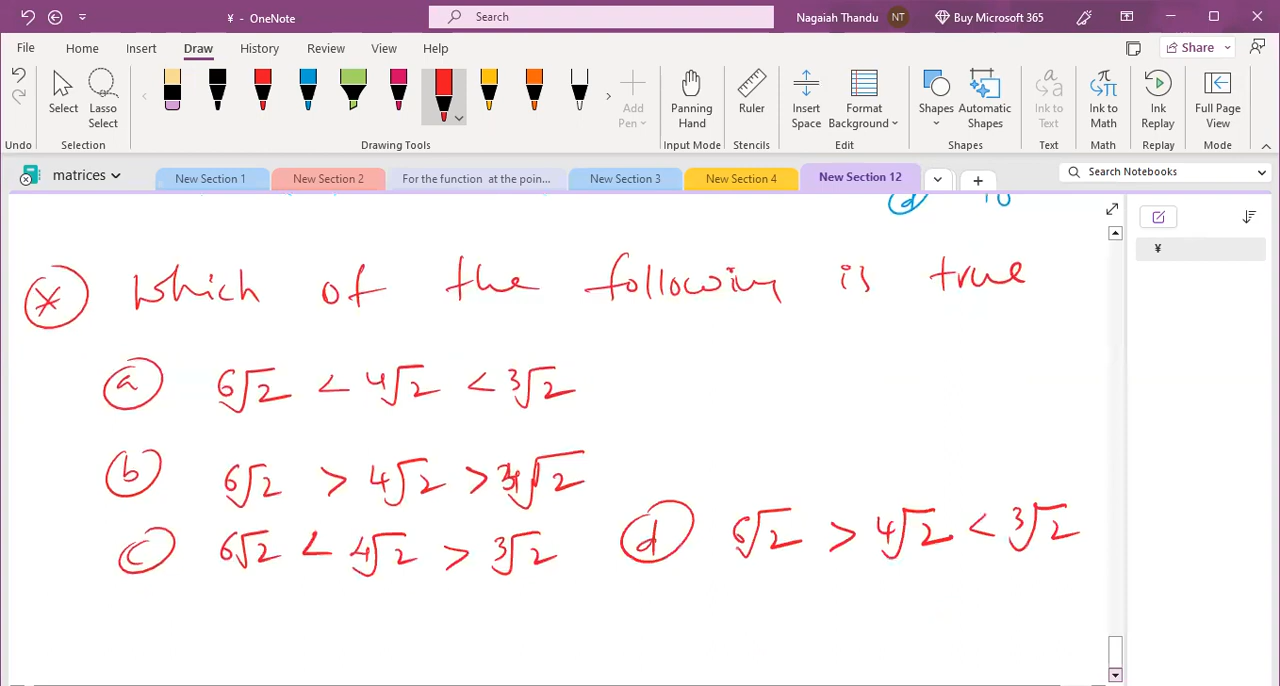 ¥ - OneNote
Search
Nagaiah Thandu NT
Buy Microsoft 365
File Home Insert Draw History Review View Help
Share
Select
Lasso Select
Add Pen
Panning Hand
Ruler
Insert Space
Format Background
Shapes
Automatic Shapes
Ink to Text
Ink to Math
Ink Replay
Full Page View
Undo Selection Drawing Tools Input Mode Stencils Edit Shapes Text Math Replay Mode
matrices
New Section 1
New Section 2
For the function at the poin...
New Section 3
New Section 4
New Section 12
Search Notebooks
¥
d
Which of the following is true
a ⁶√2 < ⁴√2 < ³√2
b ⁶√2 > ⁴√2 > ³√2
c ⁶√2 < ⁴√2 > ³√2
d ⁶√2 > ⁴√2 < ³√2